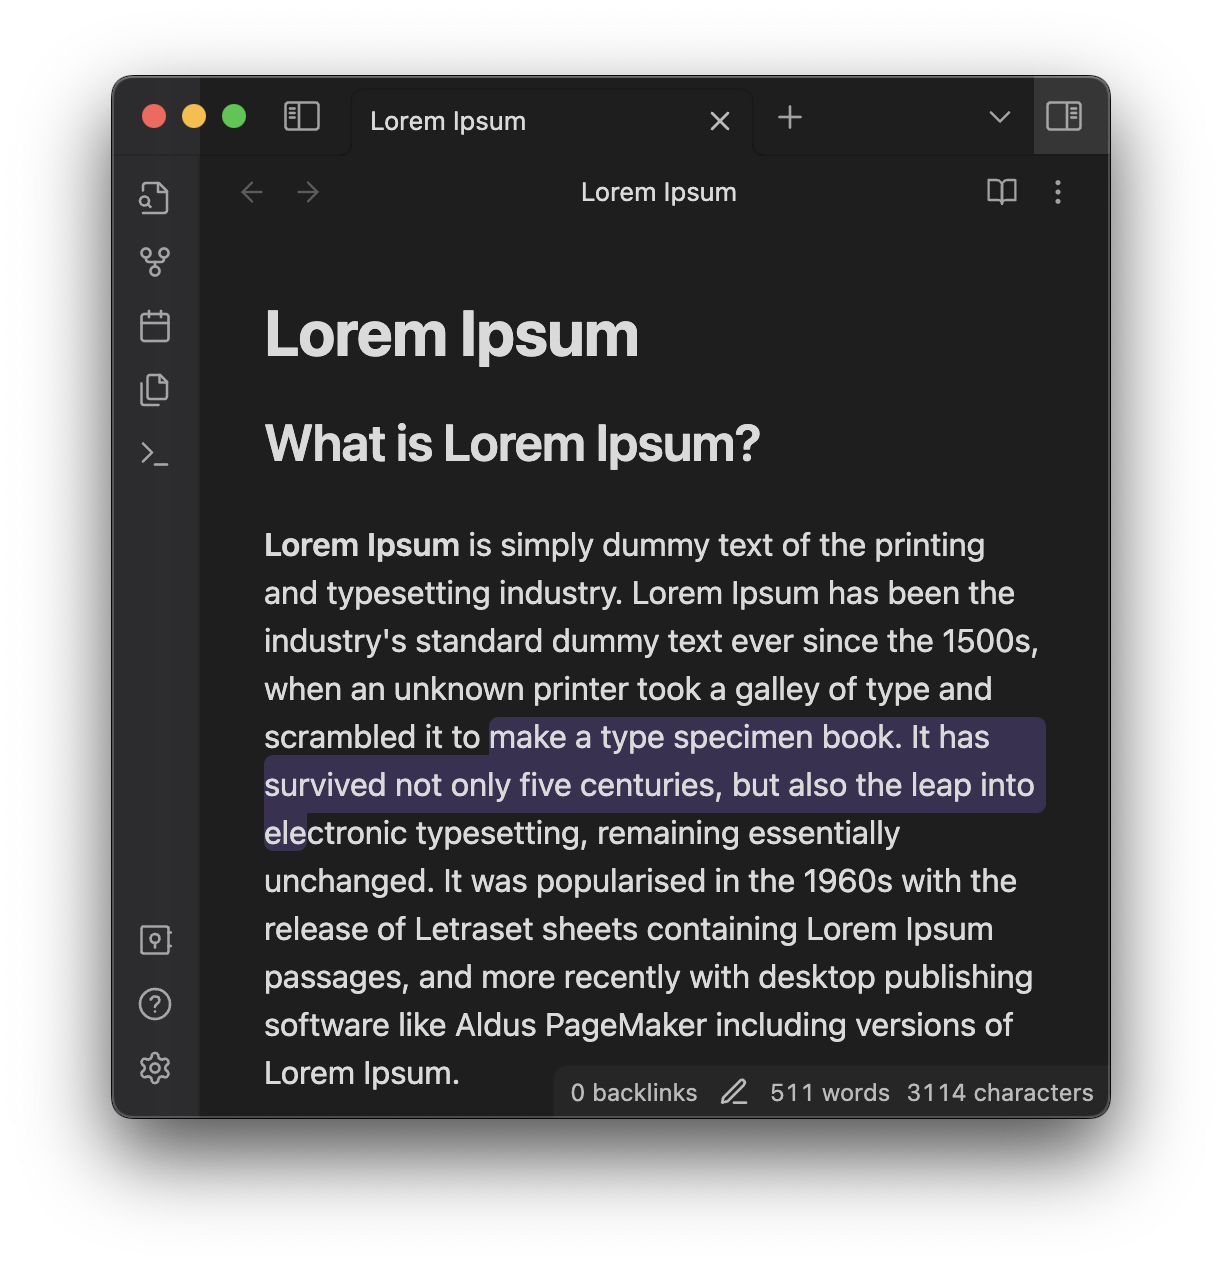 Lorem Ipsum
Lorem Ipsum
Lorem Ipsum
What is Lorem Ipsum?
Lorem Ipsum is simply dummy text of the printing
and typesetting industry. Lorem Ipsum has been the
industry's standard dummy text ever since the 1500s,
when an unknown printer took a galley of type and
scrambled it to make a type specimen book. It has
survived not only five centuries, but also the leap into
electronic typesetting, remaining essentially
unchanged. It was popularised in the 1960s with the
release of Letraset sheets containing Lorem Ipsum
passages, and more recently with desktop publishing
software like Aldus PageMaker including versions of
Lorem Ipsum.
0 backlinks 511 words 3114 characters